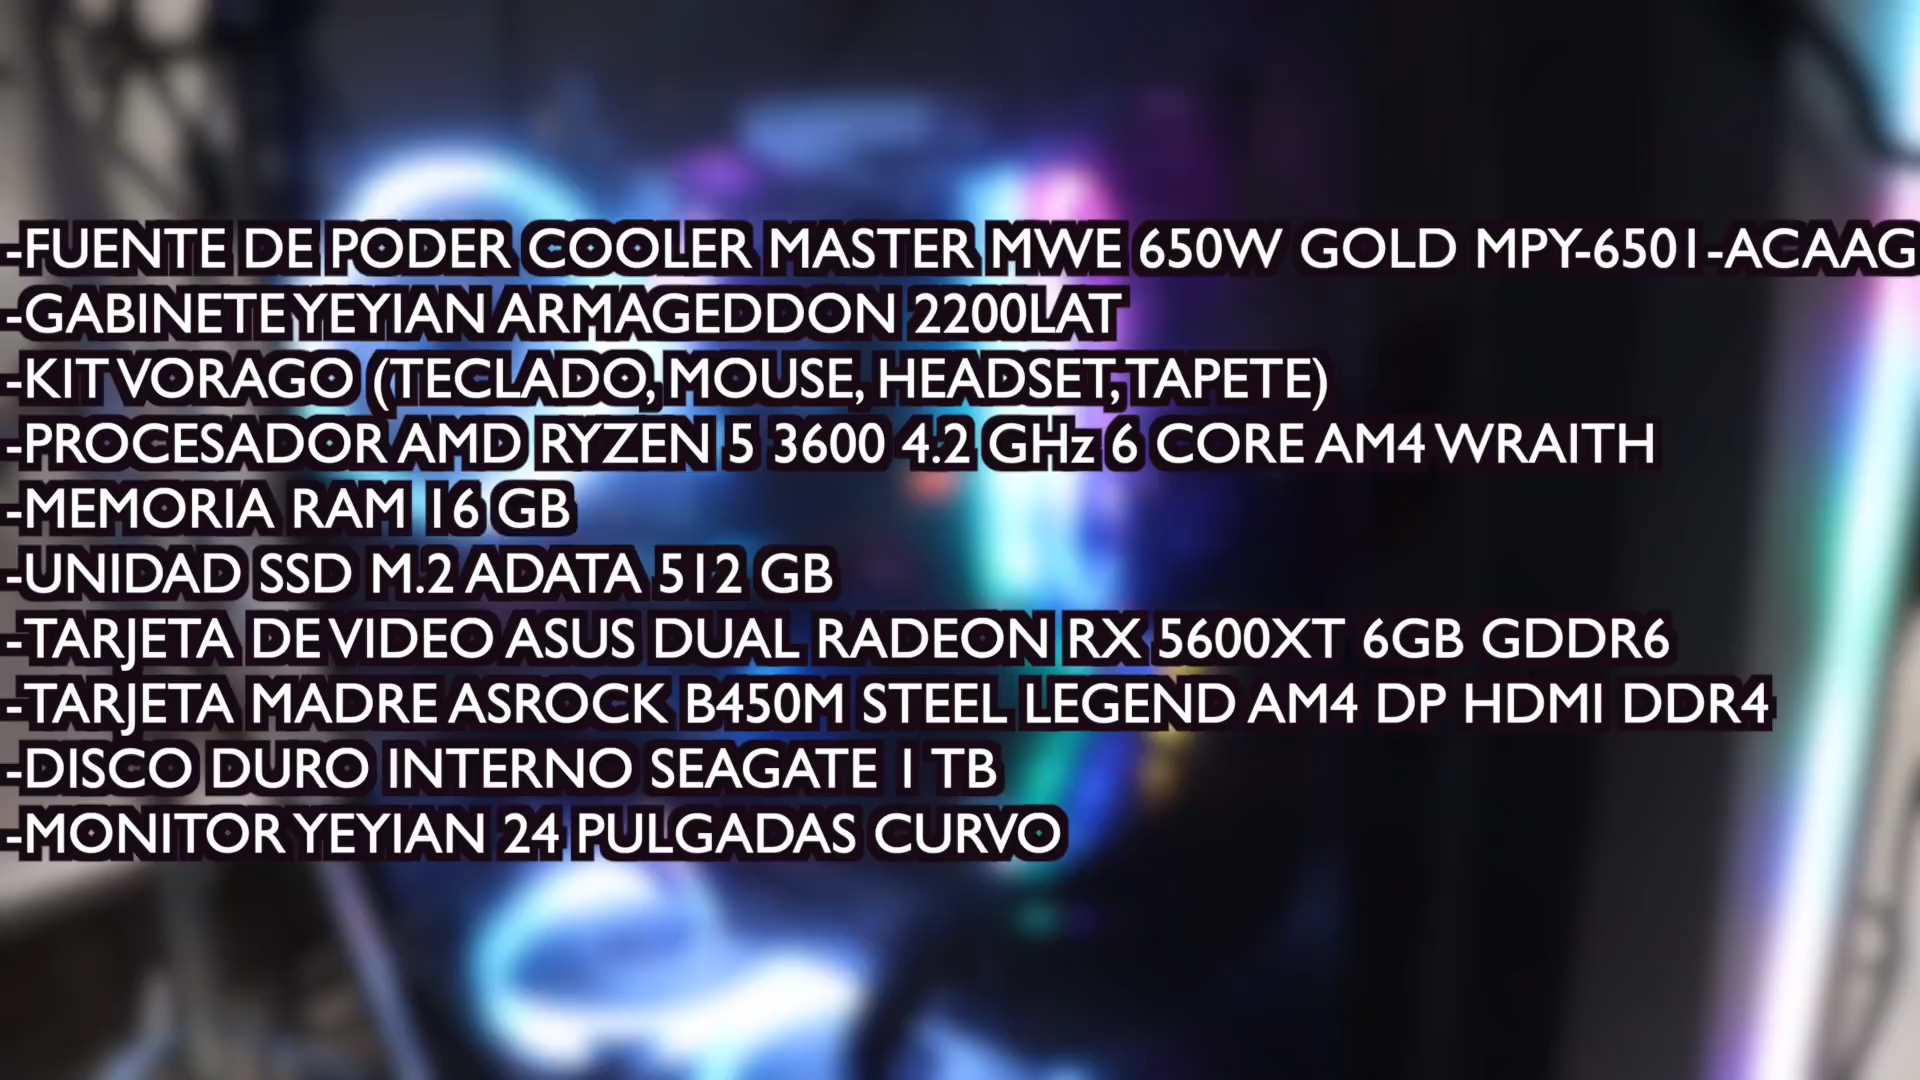 -FUENTE DE PODER COOLER MASTER MWE 650W GOLD MPY-6501-ACAAG
-GABINETE YEYIAN ARMAGEDDON 2200LAT
-KIT VORAGO (TECLADO, MOUSE, HEADSET, TAPETE)
-PROCESADOR AMD RYZEN 5 3600 4.2 GHz 6 CORE AM4 WRAITH
-MEMORIA RAM 16 GB
-UNIDAD SSD M.2 ADATA 512 GB
-TARJETA DE VIDEO ASUS DUAL RADEON RX 5600XT 6GB GDDR6
-TARJETA MADRE ASROCK B450M STEEL LEGEND AM4 DP HDMI DDR4
-DISCO DURO INTERNO SEAGATE 1 TB
-MONITOR YEYIAN 24 PULGADAS CURVO